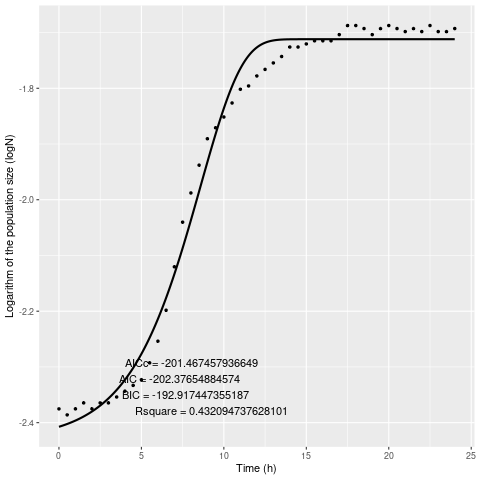 -1.8
-2.0
-2.2
-2.4
Logarithm of the population size (logN)
AICc = -201.467457936649
AIC = -202.37654884574
BIC = -192.917447355187
Rsquare = 0.432094737628101
0 5 10 15 20 25
Time (h)